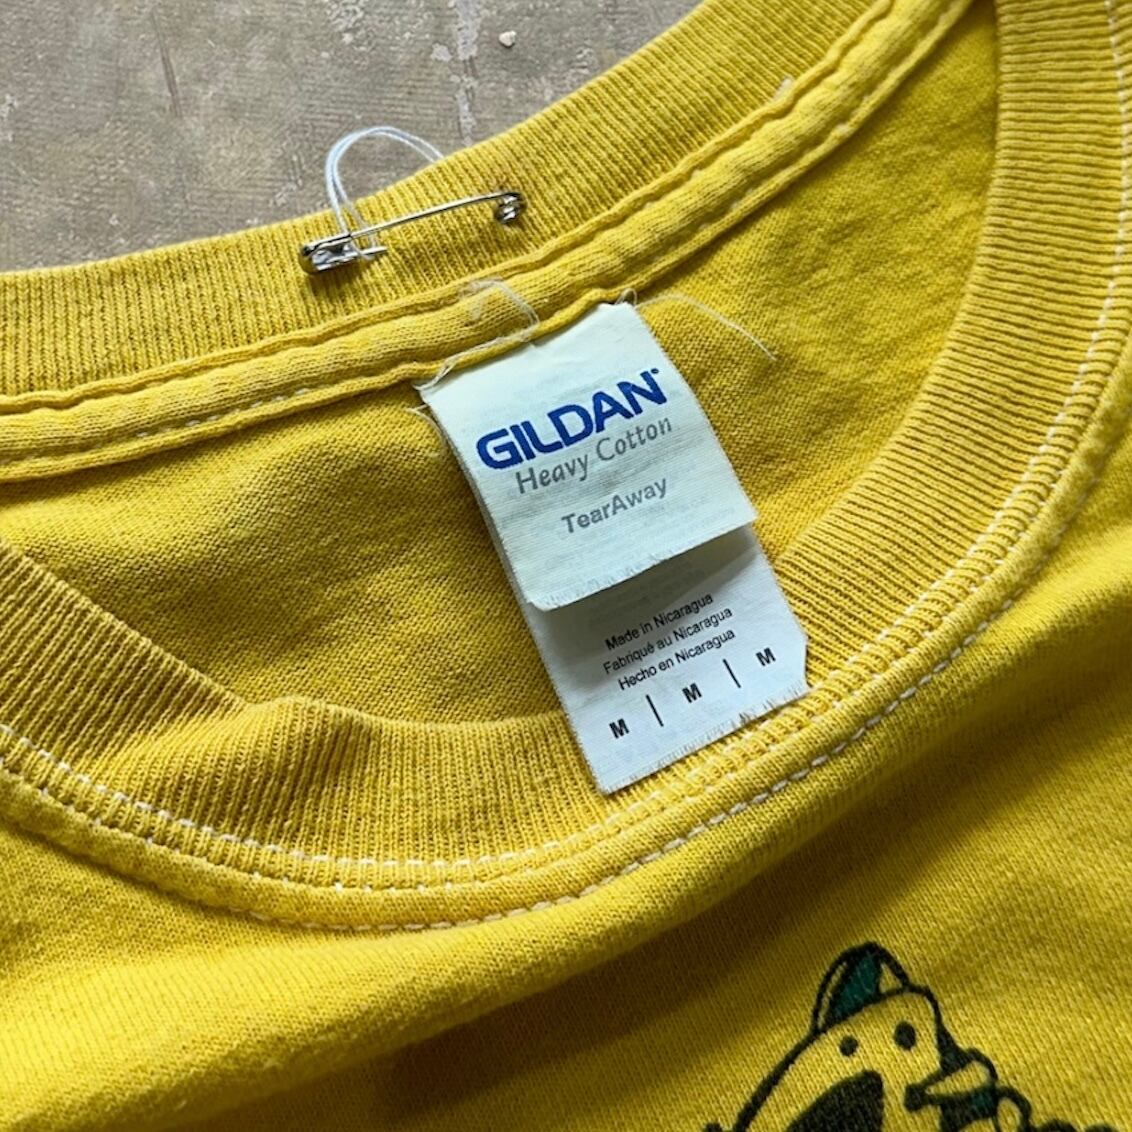 GILDAN
Heavy Cotton
TearAway
Made in Nicaragua
Fabriqué au Nicaragua
Hecho en Nicaragua
M | M | M